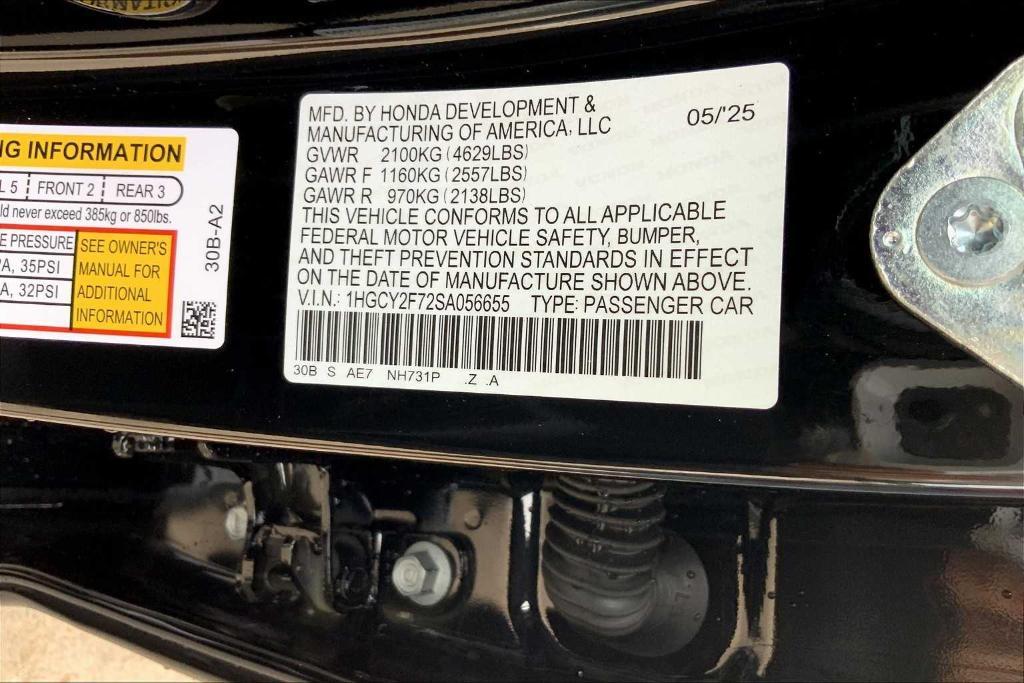 NG INFORMATION
L 5 FRONT 2 REAR 3
ld never exceed 385kg or 850lbs.
E PRESSURE
PA, 35PSI
A, 32PSI
SEE OWNER'S
MANUAL FOR
ADDITIONAL
INFORMATION
30B-A2
MFD. BY HONDA DEVELOPMENT &
MANUFACTURING OF AMERICA, LLC
05/'25
GVWR 2100KG (4629LBS)
GAWR F 1160KG (2557LBS)
GAWR R 970KG (2138LBS)
THIS VEHICLE CONFORMS TO ALL APPLICABLE
FEDERAL MOTOR VEHICLE SAFETY, BUMPER,
AND THEFT PREVENTION STANDARDS IN EFFECT
ON THE DATE OF MANUFACTURE SHOWN ABOVE.
V.I.N.: 1HGCY2F72SA056655 TYPE: PASSENGER CAR
30B S AE7 NH731P .Z .A